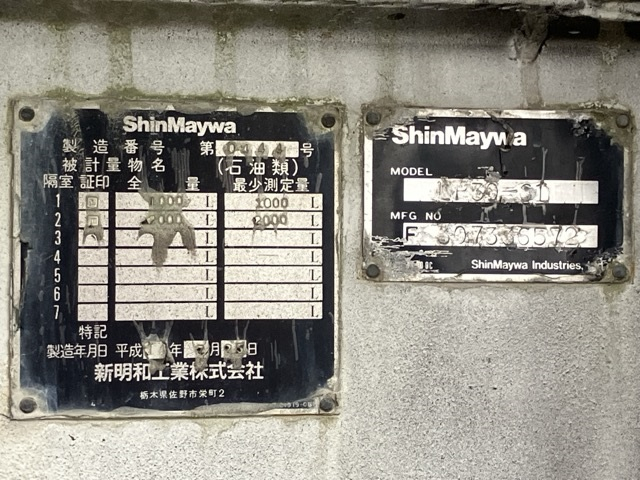 ShinMaywa
製造番号 第 号
被計量物名 (石油類)
隔室 証印 全量 最少測定量
1 1000 L 1000 L
2 2000 L 2000 L
3 L L
4 L L
5 L L
6 L L
7 L L
特記
製造年月日 平成 年 月 日
新明和工業株式会社
栃木県佐野市栄町2
ShinMaywa
MODEL
MFG NO
ShinMaywa Industries,